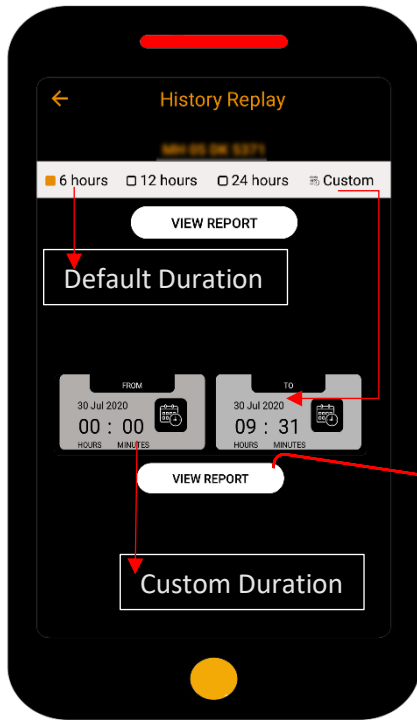 History Replay
6 hours 12 hours 24 hours Custom
VIEW REPORT
Default Duration
FROM TO
30 Jul 2020 30 Jul 2020
00 : 00 09 : 31
HOURS MINUTES HOURS MINUTES
VIEW REPORT
Custom Duration